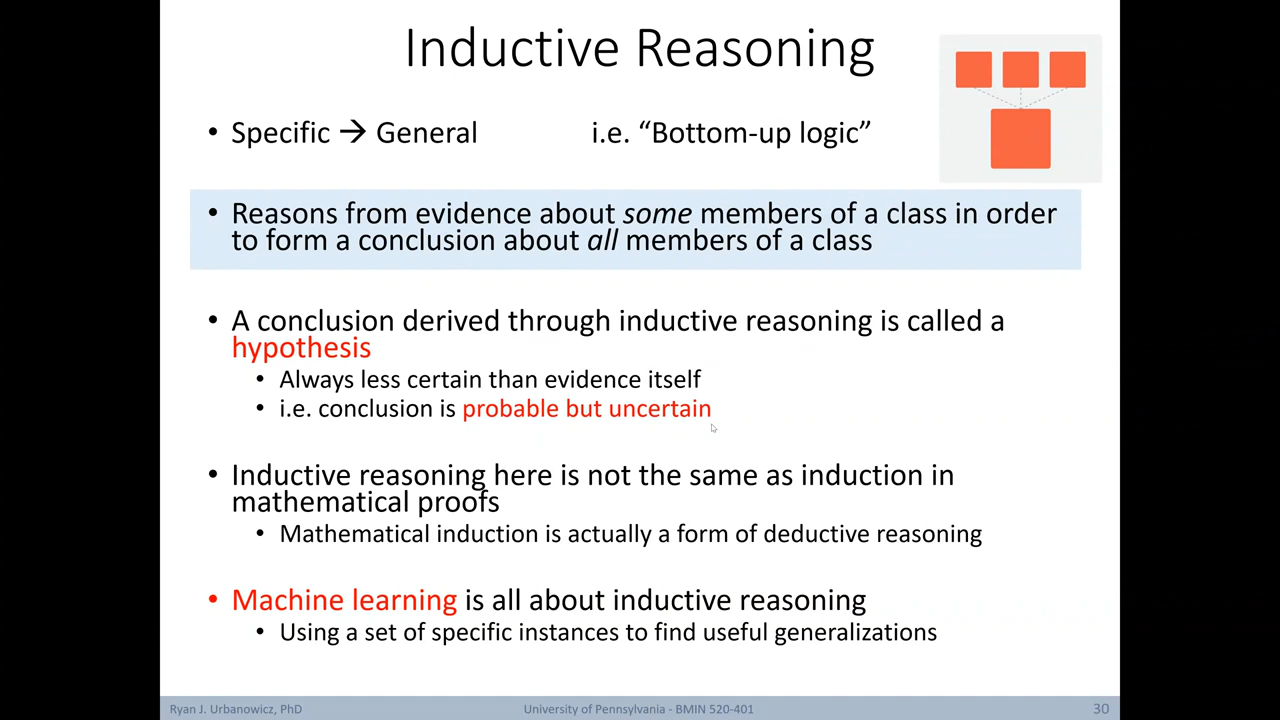 Inductive Reasoning
• Specific → General i.e. “Bottom-up logic”
• Reasons from evidence about some members of a class in order
to form a conclusion about all members of a class
• A conclusion derived through inductive reasoning is called a
hypothesis
• Always less certain than evidence itself
• i.e. conclusion is probable but uncertain
• Inductive reasoning here is not the same as induction in
mathematical proofs
• Mathematical induction is actually a form of deductive reasoning
• Machine learning is all about inductive reasoning
• Using a set of specific instances to find useful generalizations
Ryan J. Urbanowicz, PhD University of Pennsylvania - BMIN 520-401 30